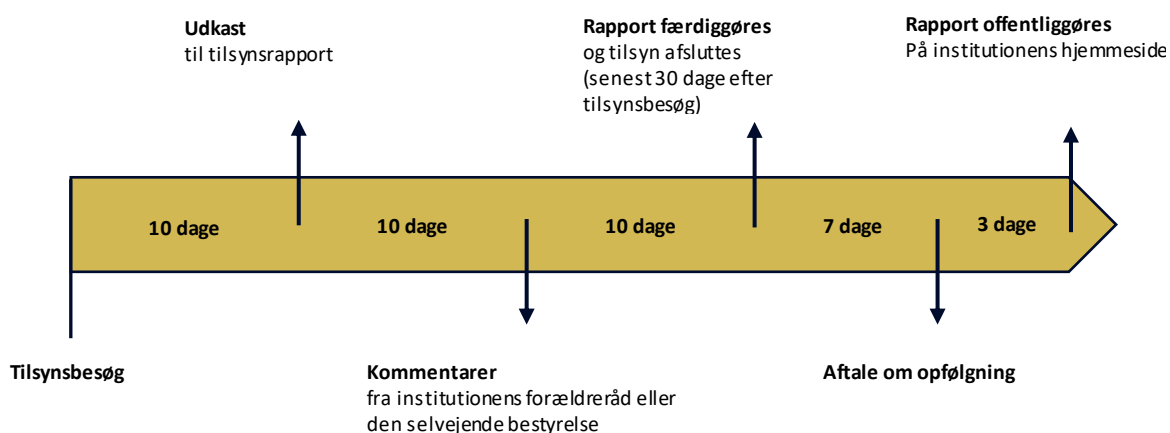 Udkast
til tilsynsrapport
Rapport færdiggøres
og tilsyn afsluttes
(senest 30 dage efter
tilsynsbesøg)
Rapport offentliggøres
På institutionens hjemmeside
10 dage
10 dage
10 dage
7 dage
3 dage
Tilsynsbesøg
Kommentarer
fra institutionens forældreråd eller
den selvejende bestyrelse
Aftale om opfølgning